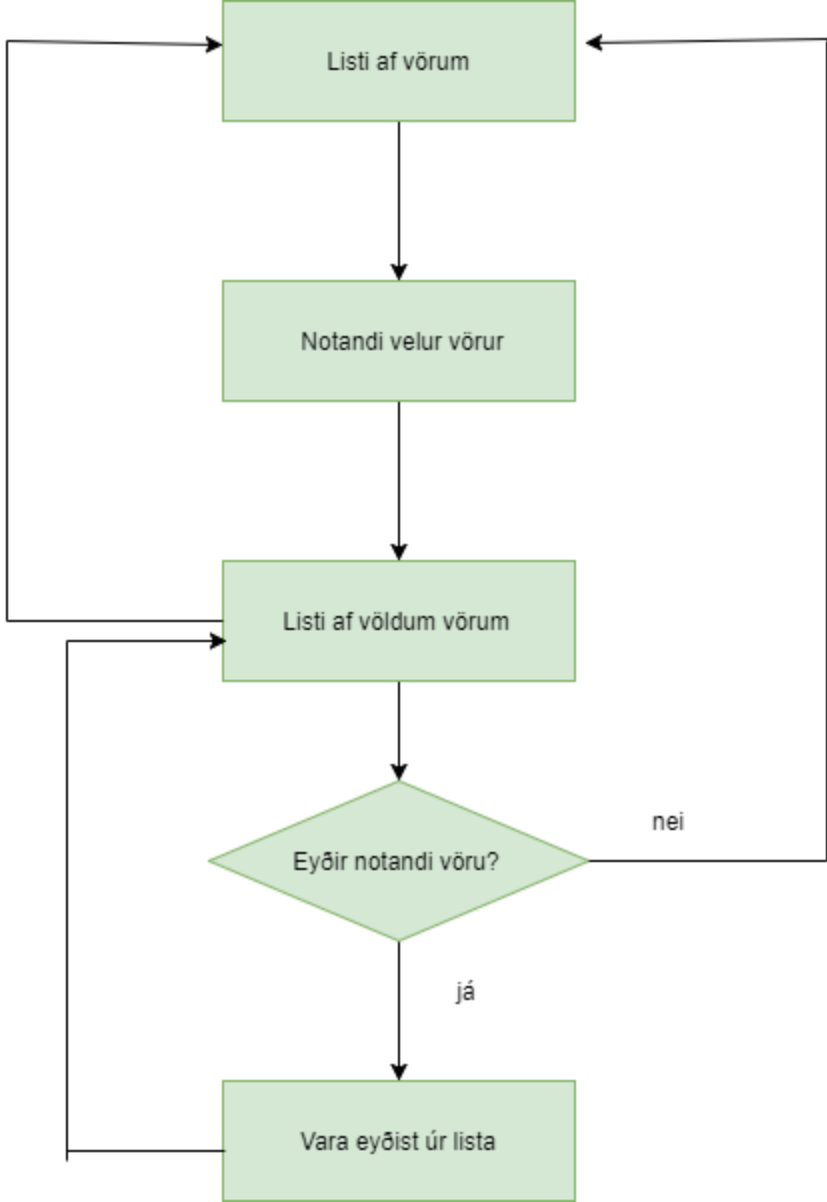 Listi af vörum
Notandi velur vörur
Listi af völdum vörum
Eyðir notandi vöru?
nei
já
Vara eyðist úr lista